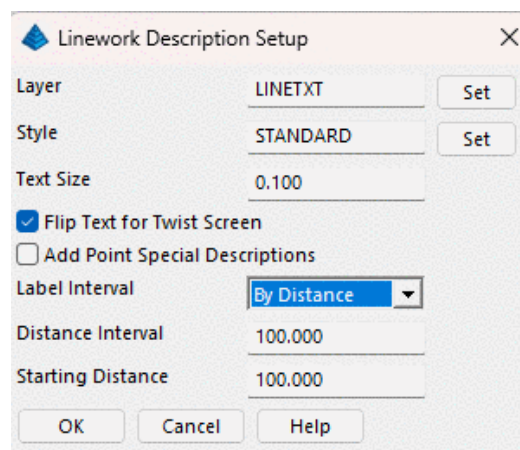 Linework Description Setup
Layer LINETXT Set
Style STANDARD Set
Text Size 0.100
Flip Text for Twist Screen
Add Point Special Descriptions
Label Interval By Distance
Distance Interval 100.000
Starting Distance 100.000
OK Cancel Help